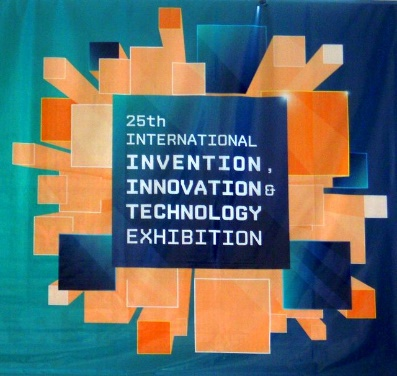 25th
INTERNATIONAL
INVENTION,
INNOVATION &
TECHNOLOGY
EXHIBITION